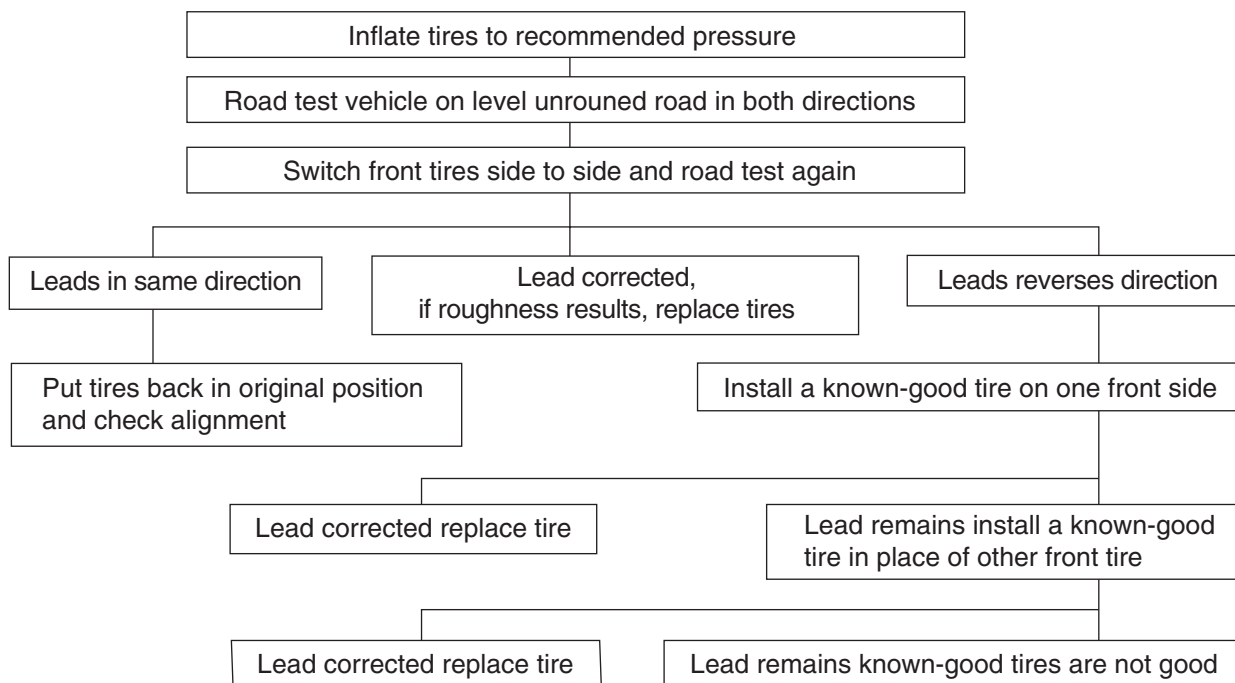 Inflate tires to recommended pressure
Road test vehicle on level unrouned road in both directions
Switch front tires side to side and road test again
Leads in same direction
Lead corrected,
if roughness results, replace tires
Leads reverses direction
Put tires back in original position
and check alignment
Install a known-good tire on one front side
Lead corrected replace tire
Lead remains install a known-good
tire in place of other front tire
Lead corrected replace tire
Lead remains known-good tires are not good